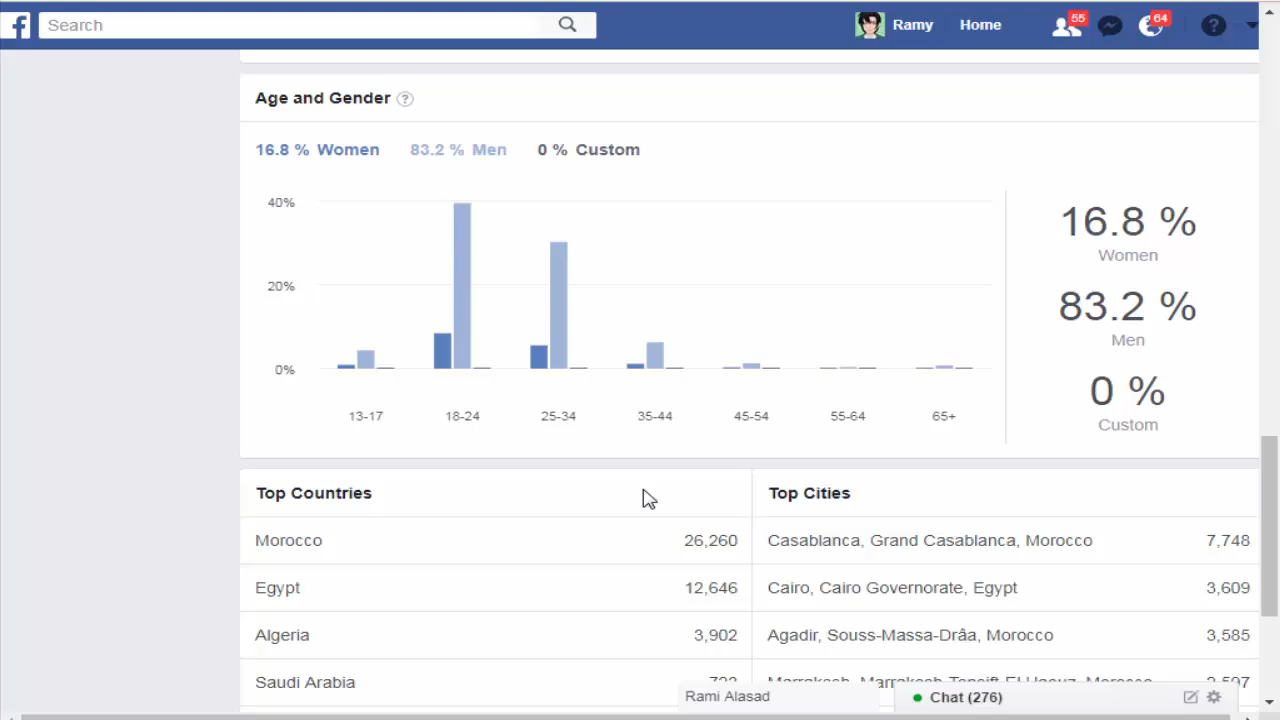 f Search Ramy Home 55 64 ?
Age and Gender ?
16.8 % Women 83.2 % Men 0 % Custom
40%
20%
0%
13-17 18-24 25-34 35-44 45-54 55-64 65+
16.8 %
Women
83.2 %
Men
0 %
Custom
Top Countries
Morocco 26,260
Egypt 12,646
Algeria 3,902
Saudi Arabia
Top Cities
Casablanca, Grand Casablanca, Morocco 7,748
Cairo, Cairo Governorate, Egypt 3,609
Agadir, Souss-Massa-Drâa, Morocco 3,585
Rami Alasad
Chat (276)